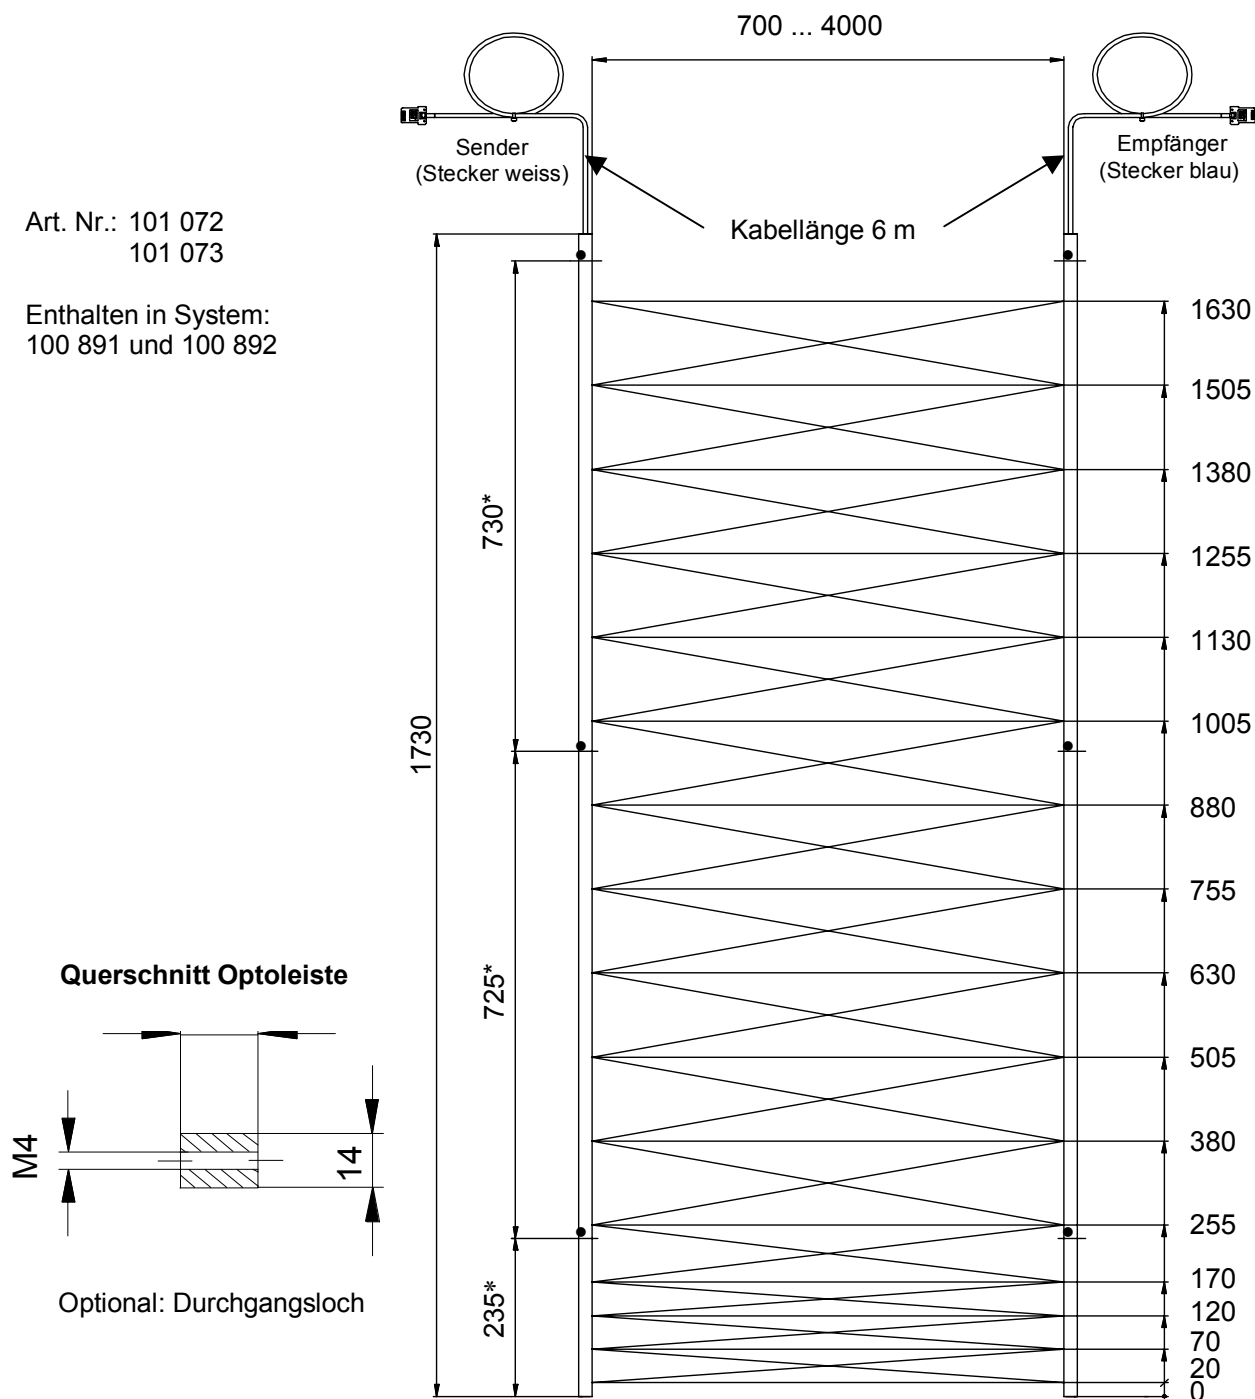 700 ... 4000
Sender
(Stecker weiss)
Empfänger
(Stecker blau)
Kabellänge 6 m
Art. Nr.: 101 072
101 073
Enthalten in System:
100 891 und 100 892
1630
1505
1380
1255
1130
1005
880
755
630
505
380
255
170
120
70
20
0
730*
1730
725*
235*
Querschnitt Optoleiste
M4
14
Optional: Durchgangsloch